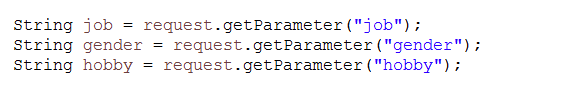 String job = request.getParameter("job");
String gender = request.getParameter("gender");
String hobby = request.getParameter("hobby");